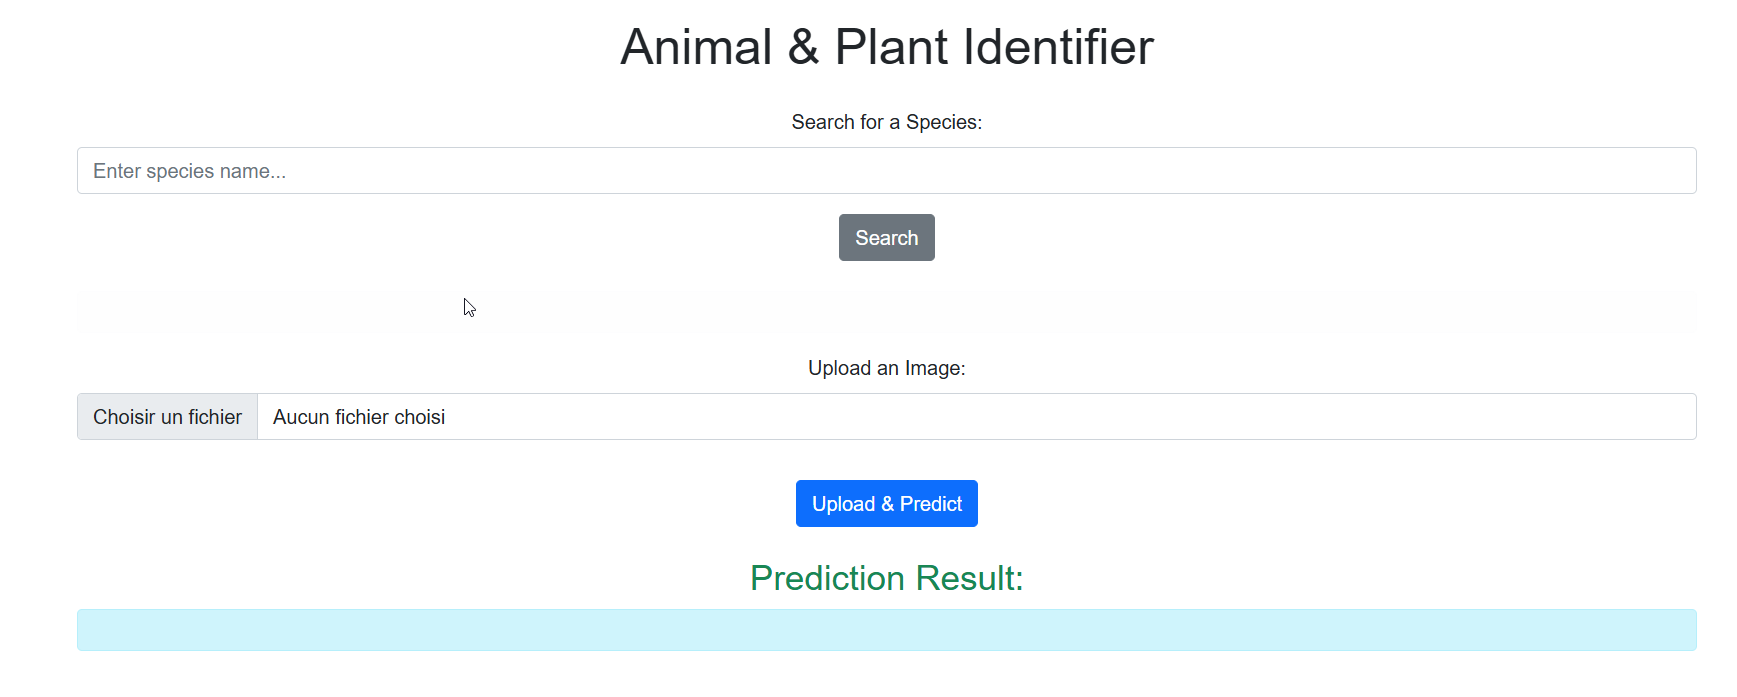 Animal & Plant Identifier
Search for a Species:
Enter species name...
Search
Upload an Image:
Choisir un fichier Aucun fichier choisi
Upload & Predict
Prediction Result: